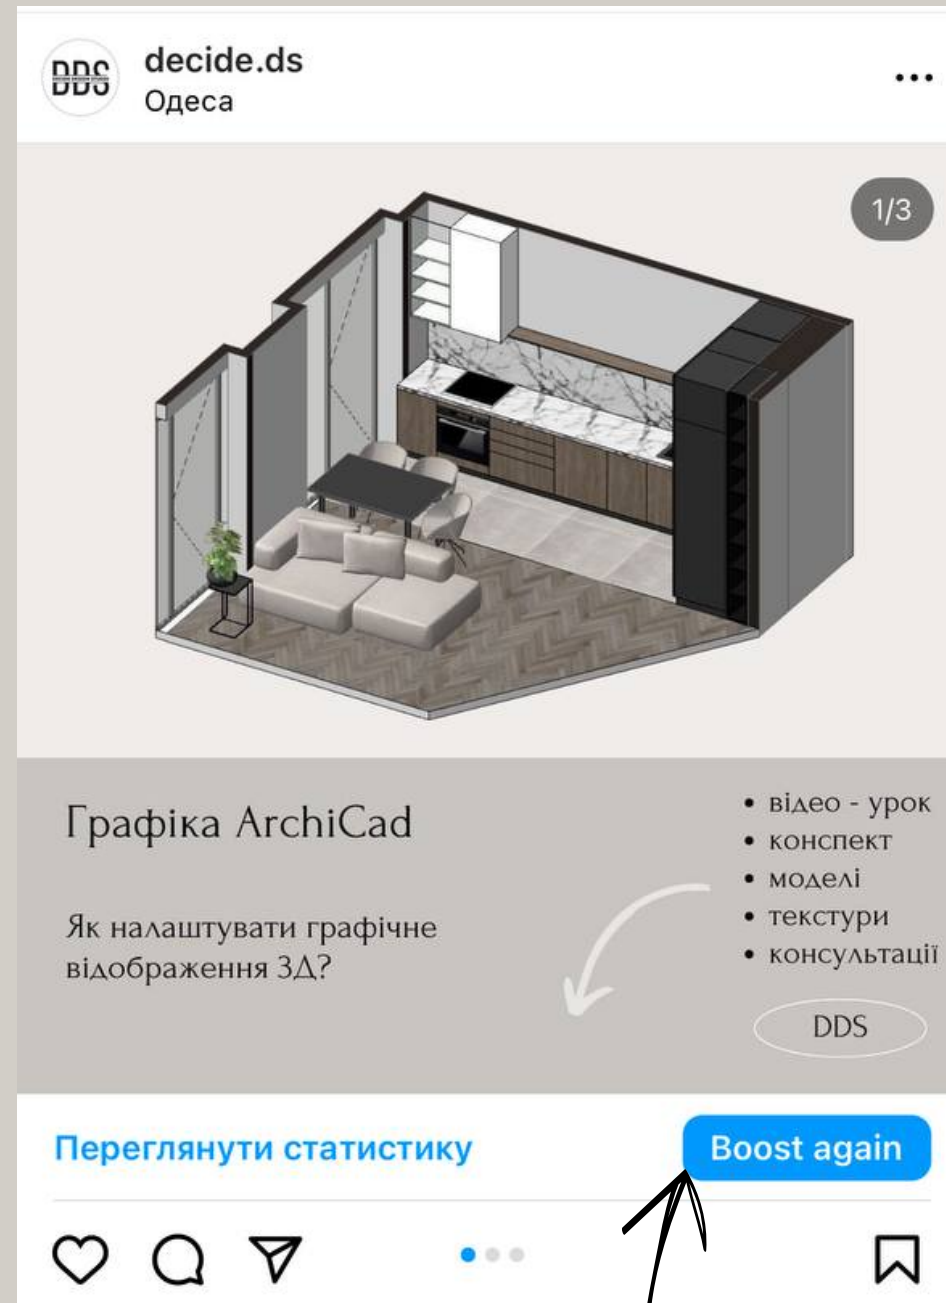 DDS
decide.ds
Одеса
1/3
Графіка ArchiCad
Як налаштувати графічне
відображення 3Д?
• відео - урок
• конспект
• моделі
• текстури
• консультації
DDS
Переглянути статистику
Boost again